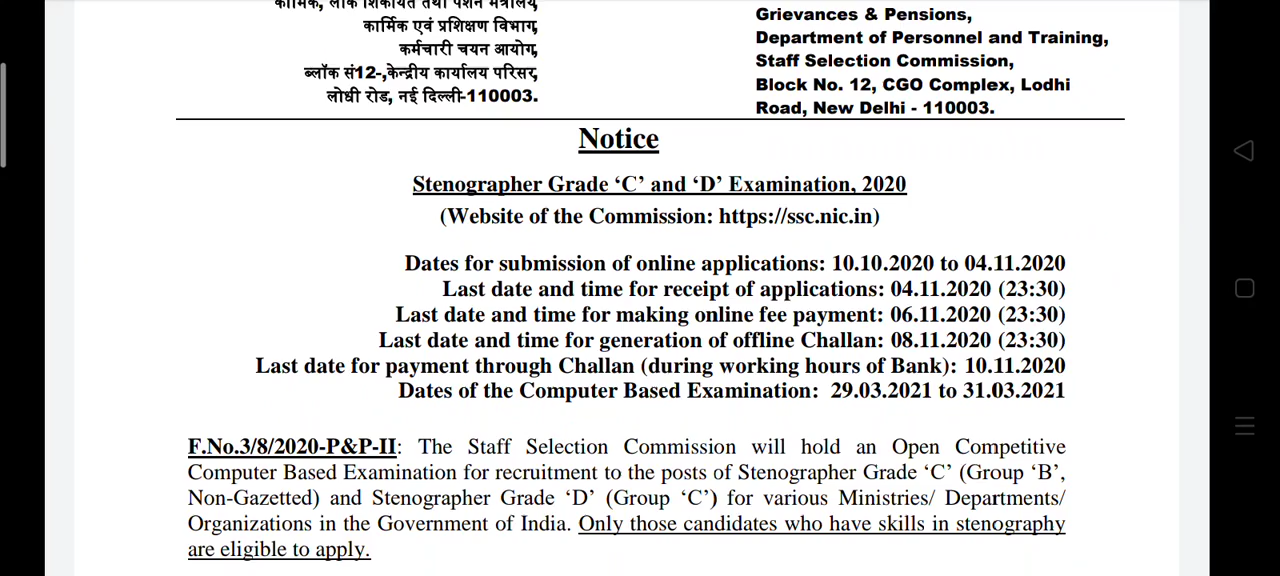 कार्मिक, लोक शिकायत तथा पेंशन मंत्रालय,
कार्मिक एवं प्रशिक्षण विभाग,
कर्मचारी चयन आयोग,
ब्लॉक सं12-,केन्द्रीय कार्यालय परिसर,
लोधी रोड, नई दिल्ली-110003.
Grievances & Pensions,
Department of Personnel and Training,
Staff Selection Commission,
Block No. 12, CGO Complex, Lodhi
Road, New Delhi - 110003.
Notice
Stenographer Grade ‘C’ and ‘D’ Examination, 2020
(Website of the Commission: https://ssc.nic.in)
Dates for submission of online applications: 10.10.2020 to 04.11.2020
Last date and time for receipt of applications: 04.11.2020 (23:30)
Last date and time for making online fee payment: 06.11.2020 (23:30)
Last date and time for generation of offline Challan: 08.11.2020 (23:30)
Last date for payment through Challan (during working hours of Bank): 10.11.2020
Dates of the Computer Based Examination: 29.03.2021 to 31.03.2021
F.No.3/8/2020-P&P-II: The Staff Selection Commission will hold an Open Competitive
Computer Based Examination for recruitment to the posts of Stenographer Grade ‘C’ (Group ‘B’,
Non-Gazetted) and Stenographer Grade ‘D’ (Group ‘C’) for various Ministries/ Departments/
Organizations in the Government of India. Only those candidates who have skills in stenography
are eligible to apply.